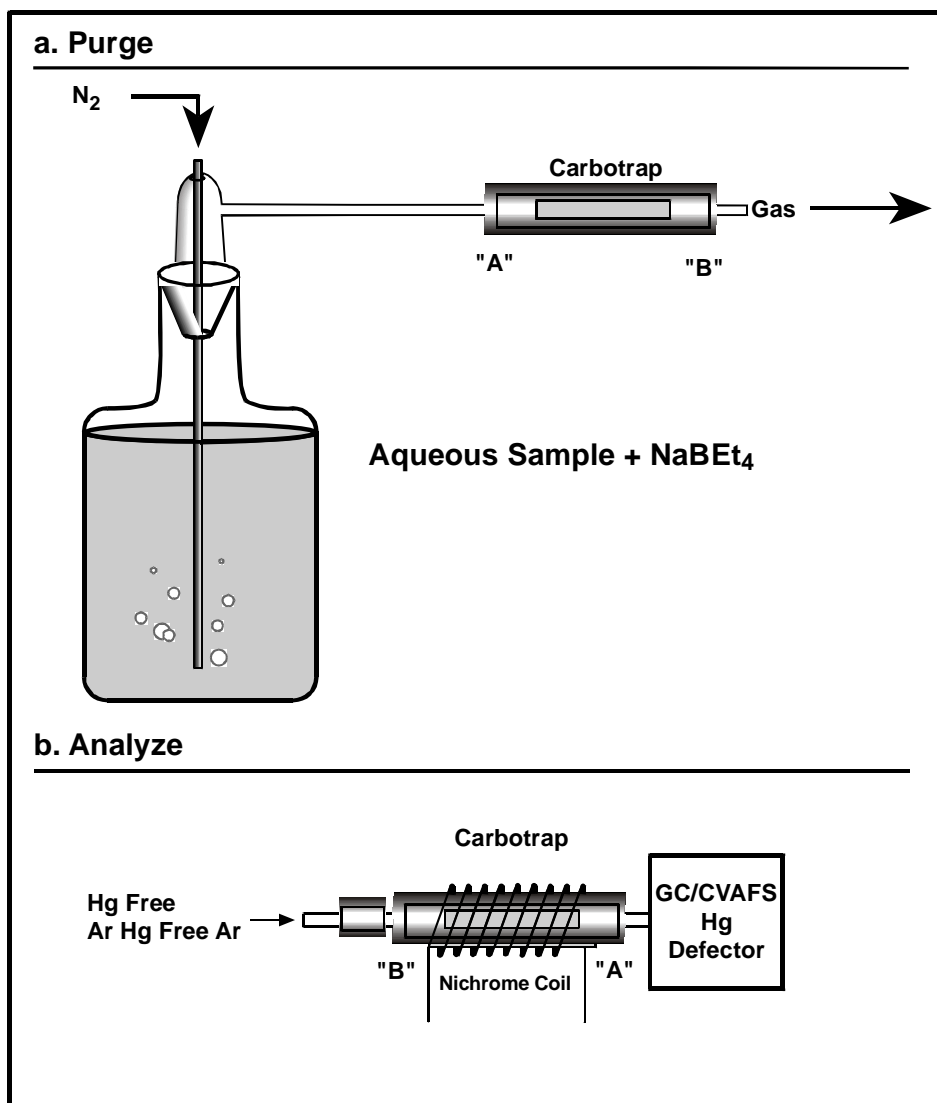 a. Purge
N2
Carbotrap
Gas
"A"
"B"
Aqueous Sample + NaBEt4
b. Analyze
Carbotrap
Hg Free
Ar Hg Free Ar
GC/CVAFS
Hg
Defector
"B"
"A"
Nichrome Coil